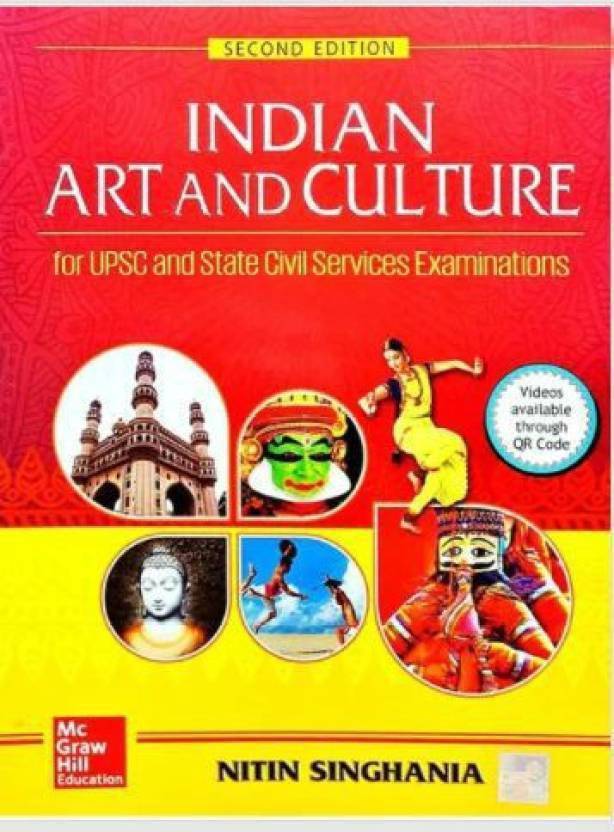 SECOND EDITION
INDIAN
ART AND CULTURE
for UPSC and State Civil Services Examinations
Videos
available
through
QR Code
Mc
Graw
Hill
Education
NITIN SINGHANIA